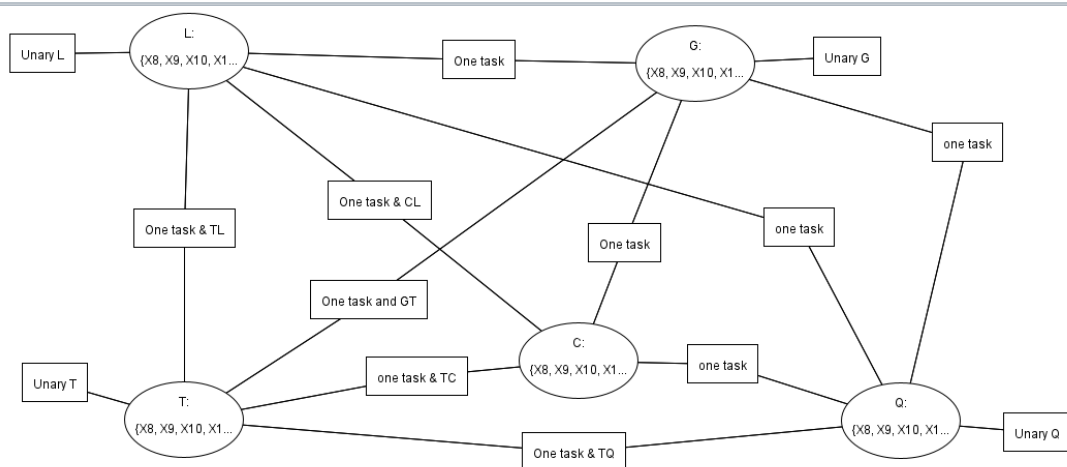 L:
{X8, X9, X10, X1...
Unary L
One task
G:
{X8, X9, X10, X1...
Unary G
one task
One task & CL
One task & TL
One task
one task
One task and GT
C:
{X8, X9, X10, X1...
one task
one task & TC
Unary T
T:
{X8, X9, X10, X1...
Q:
{X8, X9, X10, X1...
Unary Q
One task & TQ